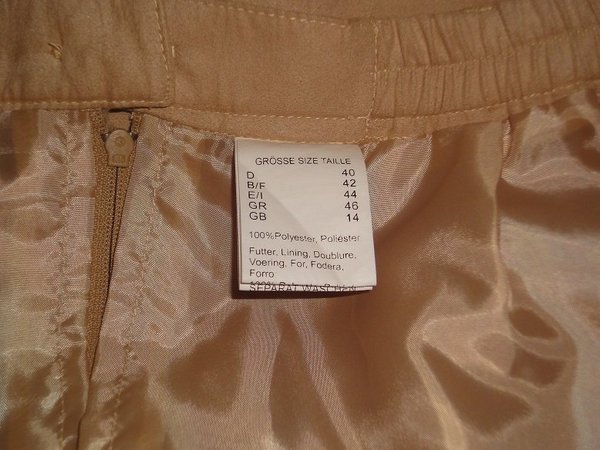 GRÖSSE SIZE TAILLE
D 40
B/F 42
E/I 44
GR 46
GB 14
100%Polyester, Poliéster
Futter, Lining, Doublure,
Voering, For, Fodera,
Forro
SEPARAT